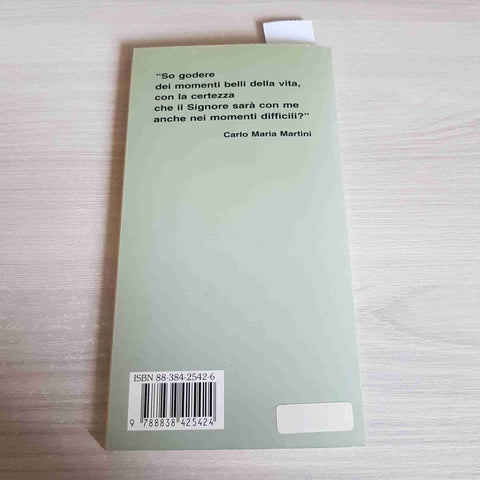 “So godere
dei momenti belli della vita,
con la certezza
che il Signore sarà con me
anche nei momenti difficili?”
Carlo Maria Martini
ISBN 88-384-2542-6
9 788838 425424